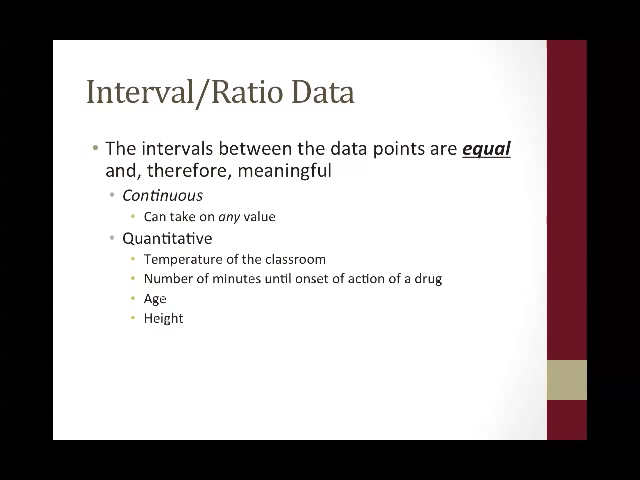 Interval/Ratio Data
• The intervals between the data points are equal
and, therefore, meaningful
• Continuous
• Can take on any value
• Quantitative
• Temperature of the classroom
• Number of minutes until onset of action of a drug
• Age
• Height